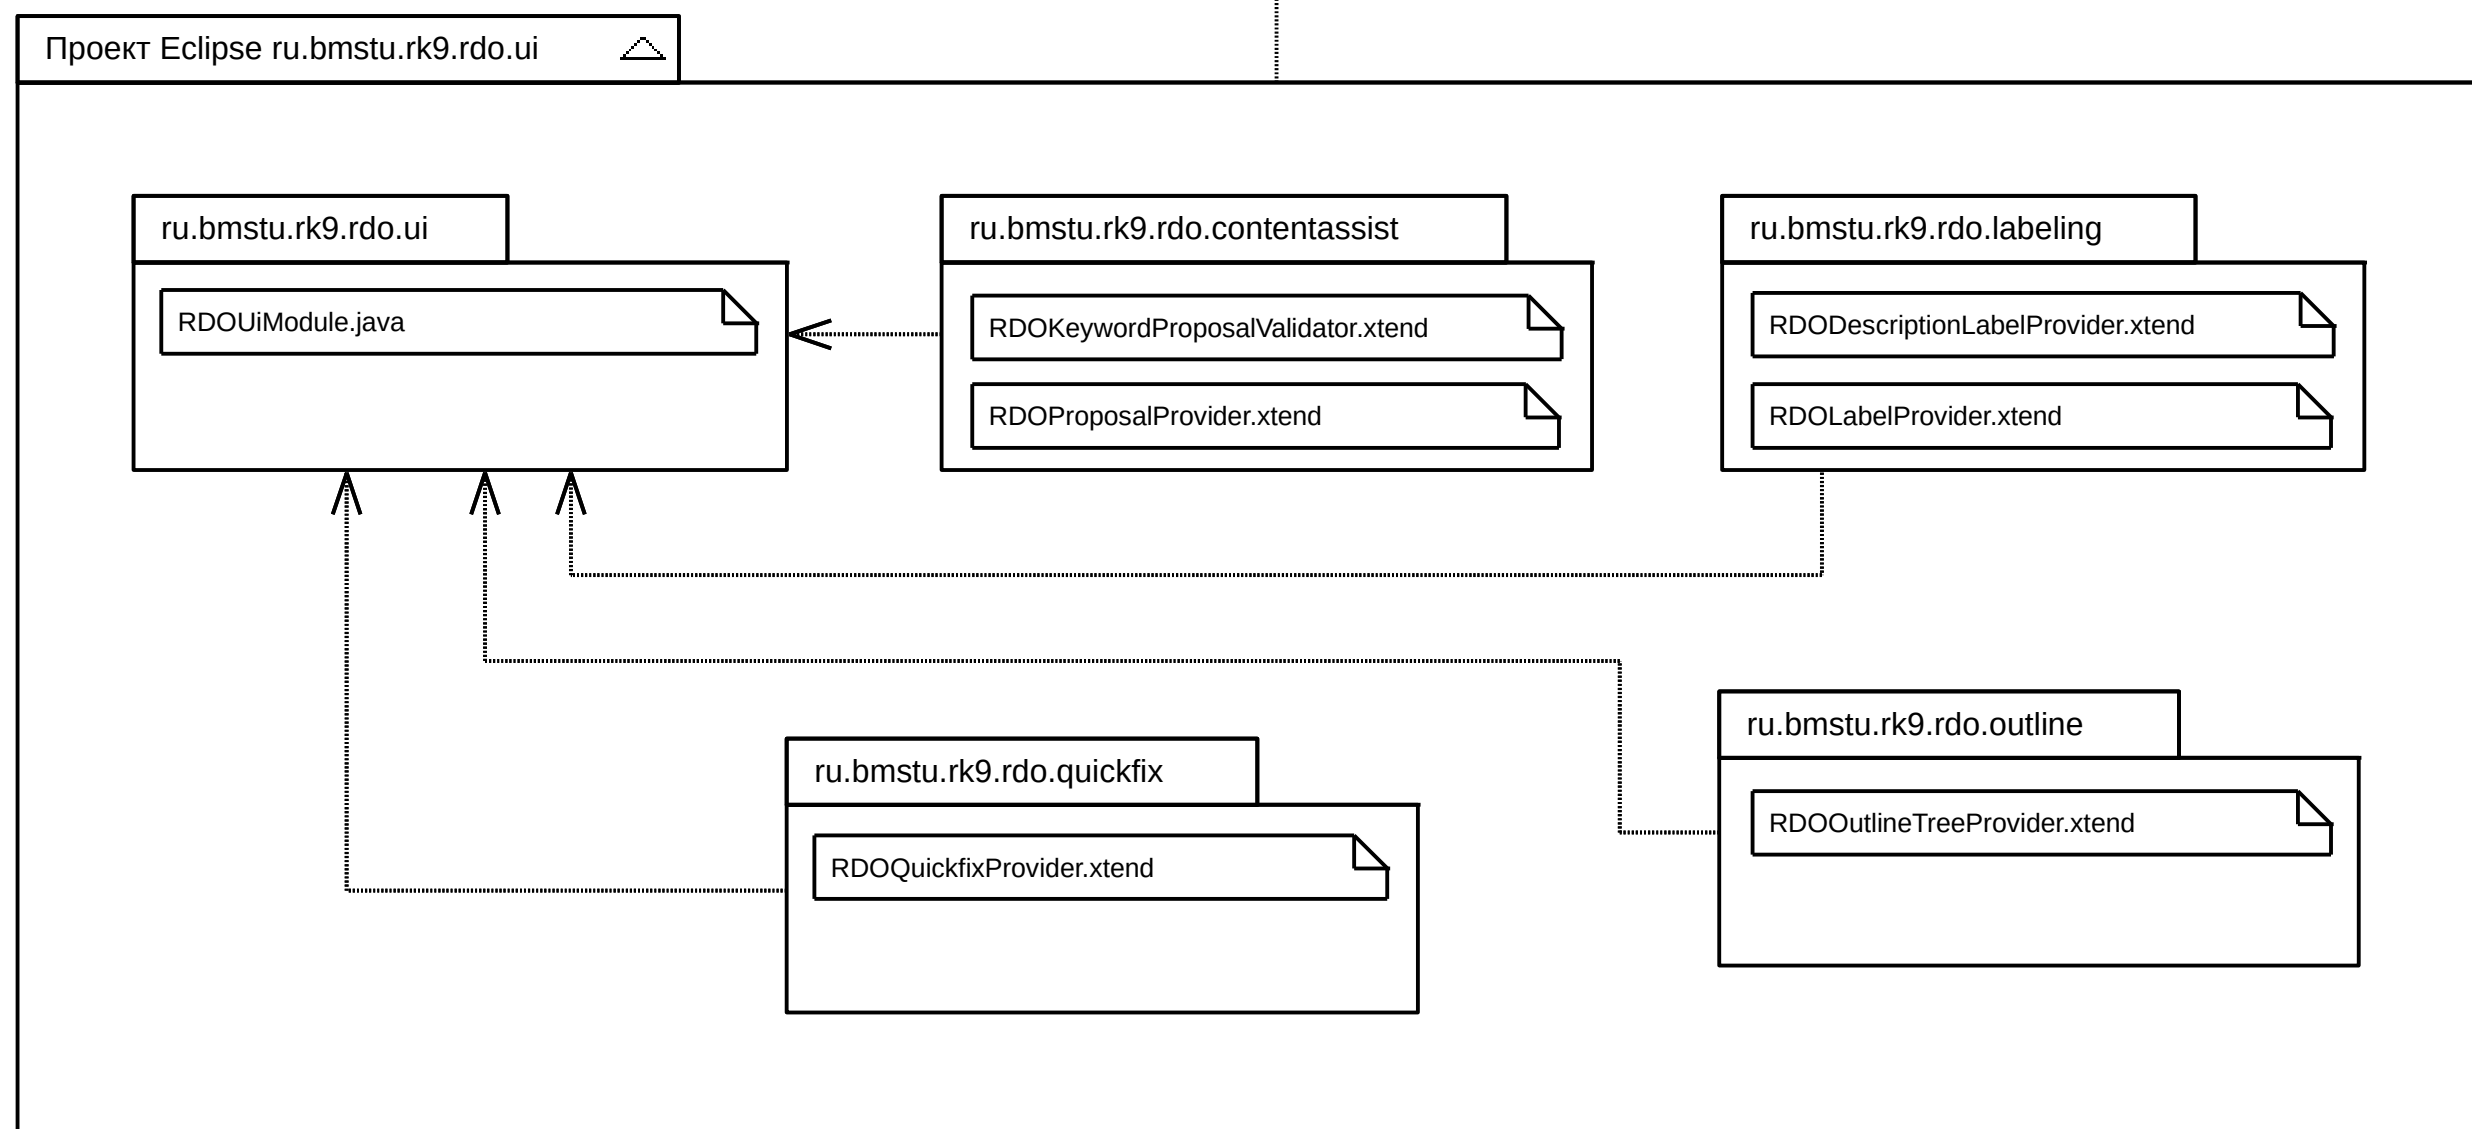 Проект Eclipse ru.bmstu.rk9.rdo.ui
ru.bmstu.rk9.rdo.ui
RDOUiModule.java
ru.bmstu.rk9.rdo.contentassist
RDOKeywordProposalValidator.xtend
RDOProposalProvider.xtend
ru.bmstu.rk9.rdo.labeling
RDODescriptionLabelProvider.xtend
RDOLabelProvider.xtend
ru.bmstu.rk9.rdo.quickfix
RDOQuickfixProvider.xtend
ru.bmstu.rk9.rdo.outline
RDOOutlineTreeProvider.xtend